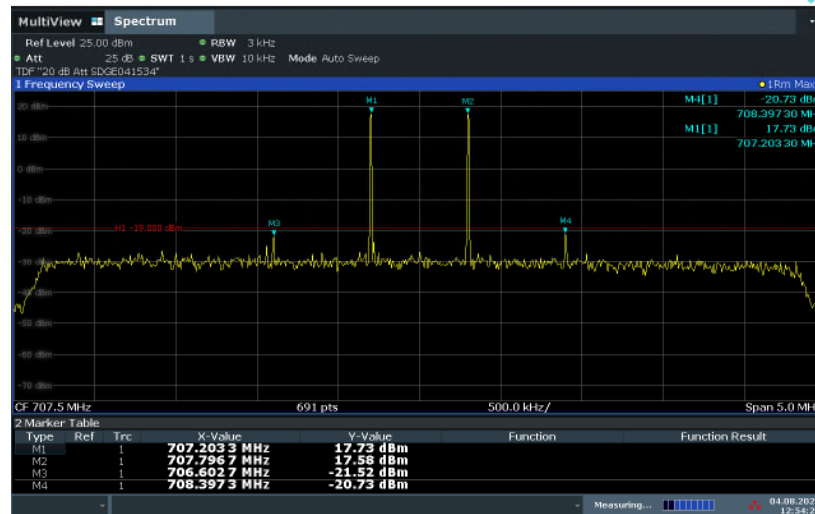 MultiView Spectrum
Ref Level 25.00 dBm RBW 3 kHz
Att 25 dB SWT 1 s VBW 10 kHz Mode Auto Sweep
TDF "20 dB Att SDGE041534"
1 Frequency Sweep 1Rm Max
M4[1] -20.73 dB
708.39730 MH
M1[1] 17.73 dB
707.20330 MH
M1 M2
20 dBm
10 dBm
0 dBm
-10 dBm
M3 M4
H1 -19.000 dBm
-20 dBm
-30 dBm
-40 dBm
-50 dBm
-60 dBm
-70 dBm
CF 707.5 MHz 691 pts 500.0 kHz/ Span 5.0 MH
2 Marker Table
Type Ref Trc X-Value Y-Value Function Function Result
M1 1 707.2033 MHz 17.73 dBm
M2 1 707.7967 MHz 17.58 dBm
M3 1 706.6027 MHz -21.52 dBm
M4 1 708.3973 MHz -20.73 dBm
Measuring... 04.08.202
12:54:2